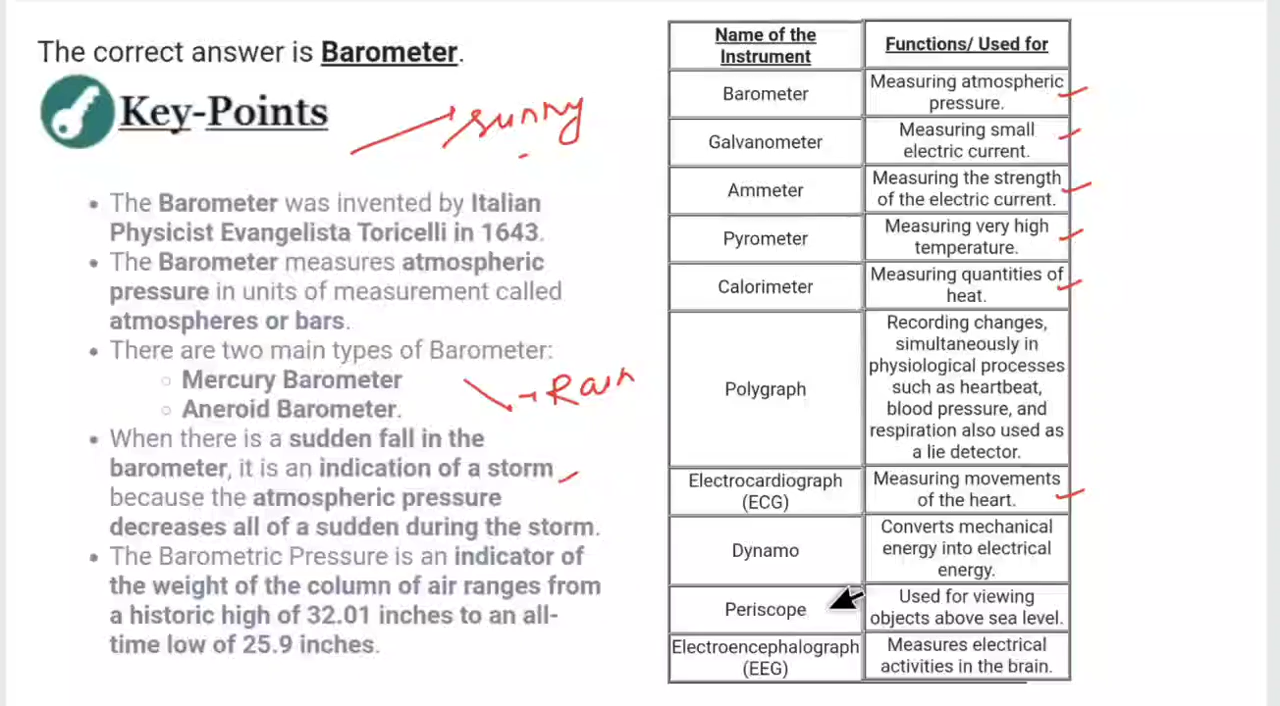 The correct answer is Barometer.
Key-Points
sunny
• The Barometer was invented by Italian
Physicist Evangelista Toricelli in 1643.
• The Barometer measures atmospheric
pressure in units of measurement called
atmospheres or bars.
• There are two main types of Barometer:
○ Mercury Barometer
○ Aneroid Barometer.
Rain
• When there is a sudden fall in the
barometer, it is an indication of a storm
because the atmospheric pressure
decreases all of a sudden during the storm.
• The Barometric Pressure is an indicator of
the weight of the column of air ranges from
a historic high of 32.01 inches to an all-
time low of 25.9 inches.
Name of the
Instrument
Functions/ Used for
Barometer
Measuring atmospheric
pressure.
Galvanometer
Measuring small
electric current.
Ammeter
Measuring the strength
of the electric current.
Pyrometer
Measuring very high
temperature.
Calorimeter
Measuring quantities of
heat.
Polygraph
Recording changes,
simultaneously in
physiological processes
such as heartbeat,
blood pressure, and
respiration also used as
a lie detector.
Electrocardiograph
(ECG)
Measuring movements
of the heart.
Dynamo
Converts mechanical
energy into electrical
energy.
Periscope
Used for viewing
objects above sea level.
Electroencephalograph
(EEG)
Measures electrical
activities in the brain.